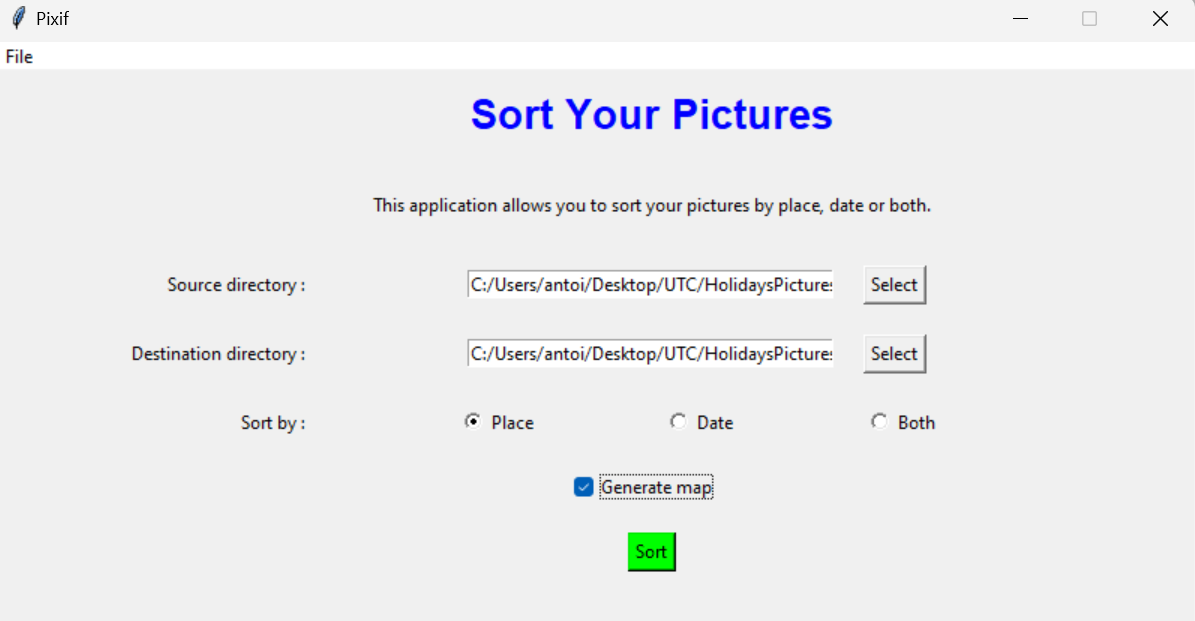 Pixif
File
Sort Your Pictures
This application allows you to sort your pictures by place, date or both.
Source directory : C:/Users/antoi/Desktop/UTC/HolidaysPictures Select
Destination directory : C:/Users/antoi/Desktop/UTC/HolidaysPictures Select
Sort by : Place Date Both
Generate map
Sort